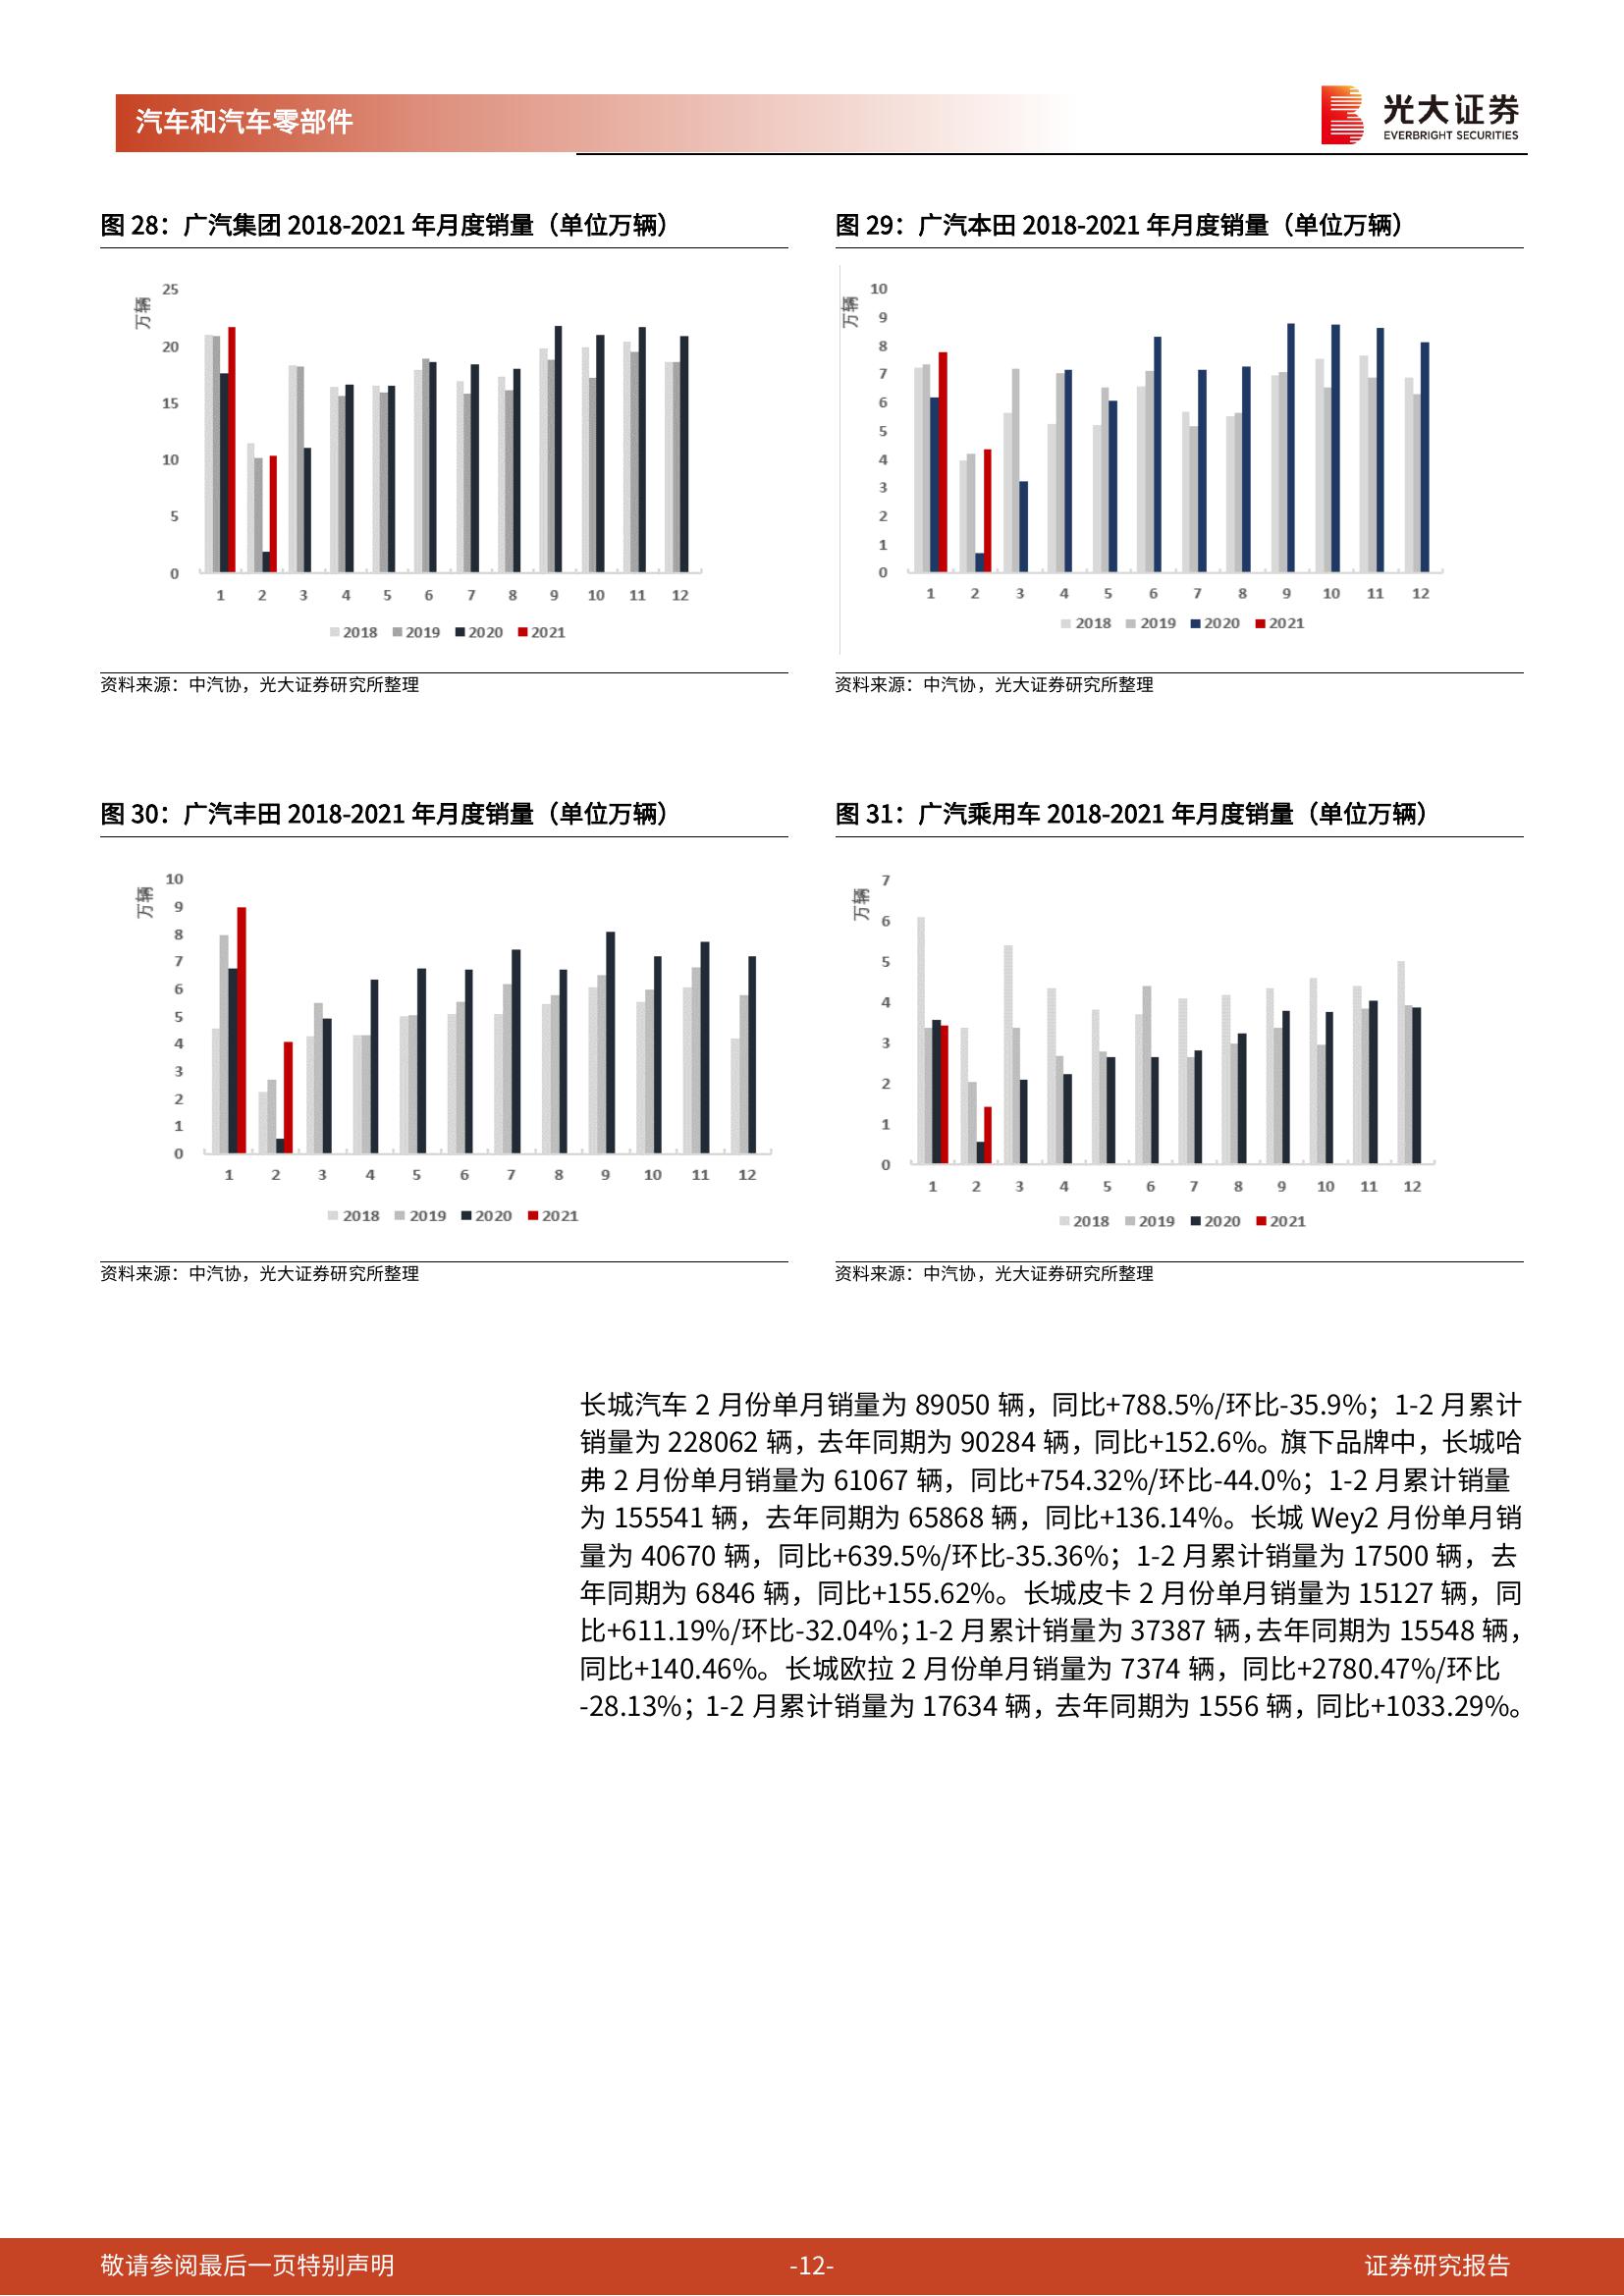 汽车和汽车零部件
光大证券
EVERBRIGHT SECURITIES
图 28：广汽集团 2018-2021 年月度销量（单位万辆）
万辆
25
20
15
10
5
0
1 2 3 4 5 6 7 8 9 10 11 12
2018 2019 2020 2021
资料来源：中汽协，光大证券研究所整理
图 29：广汽本田 2018-2021 年月度销量（单位万辆）
万辆
10
9
8
7
6
5
4
3
2
1
0
1 2 3 4 5 6 7 8 9 10 11 12
2018 2019 2020 2021
资料来源：中汽协，光大证券研究所整理
图 30：广汽丰田 2018-2021 年月度销量（单位万辆）
万辆
10
9
8
7
6
5
4
3
2
1
0
1 2 3 4 5 6 7 8 9 10 11 12
2018 2019 2020 2021
资料来源：中汽协，光大证券研究所整理
图 31：广汽乘用车 2018-2021 年月度销量（单位万辆）
万辆
7
6
5
4
3
2
1
0
1 2 3 4 5 6 7 8 9 10 11 12
2018 2019 2020 2021
资料来源：中汽协，光大证券研究所整理
长城汽车 2 月份单月销量为 89050 辆，同比+788.5%/环比-35.9%；1-2 月累计
销量为 228062 辆，去年同期为 90284 辆，同比+152.6%。旗下品牌中，长城哈
弗 2 月份单月销量为 61067 辆，同比+754.32%/环比-44.0%；1-2 月累计销量
为 155541 辆，去年同期为 65868 辆，同比+136.14%。长城 Wey2 月份单月销
量为 40670 辆，同比+639.5%/环比-35.36%；1-2 月累计销量为 17500 辆，去
年同期为 6846 辆，同比+155.62%。长城皮卡 2 月份单月销量为 15127 辆，同
比+611.19%/环比-32.04%；1-2 月累计销量为 37387 辆，去年同期为 15548 辆，
同比+140.46%。长城欧拉 2 月份单月销量为 7374 辆，同比+2780.47%/环比
-28.13%；1-2 月累计销量为 17634 辆，去年同期为 1556 辆，同比+1033.29%。
敬请参阅最后一页特别声明
-12-
证券研究报告